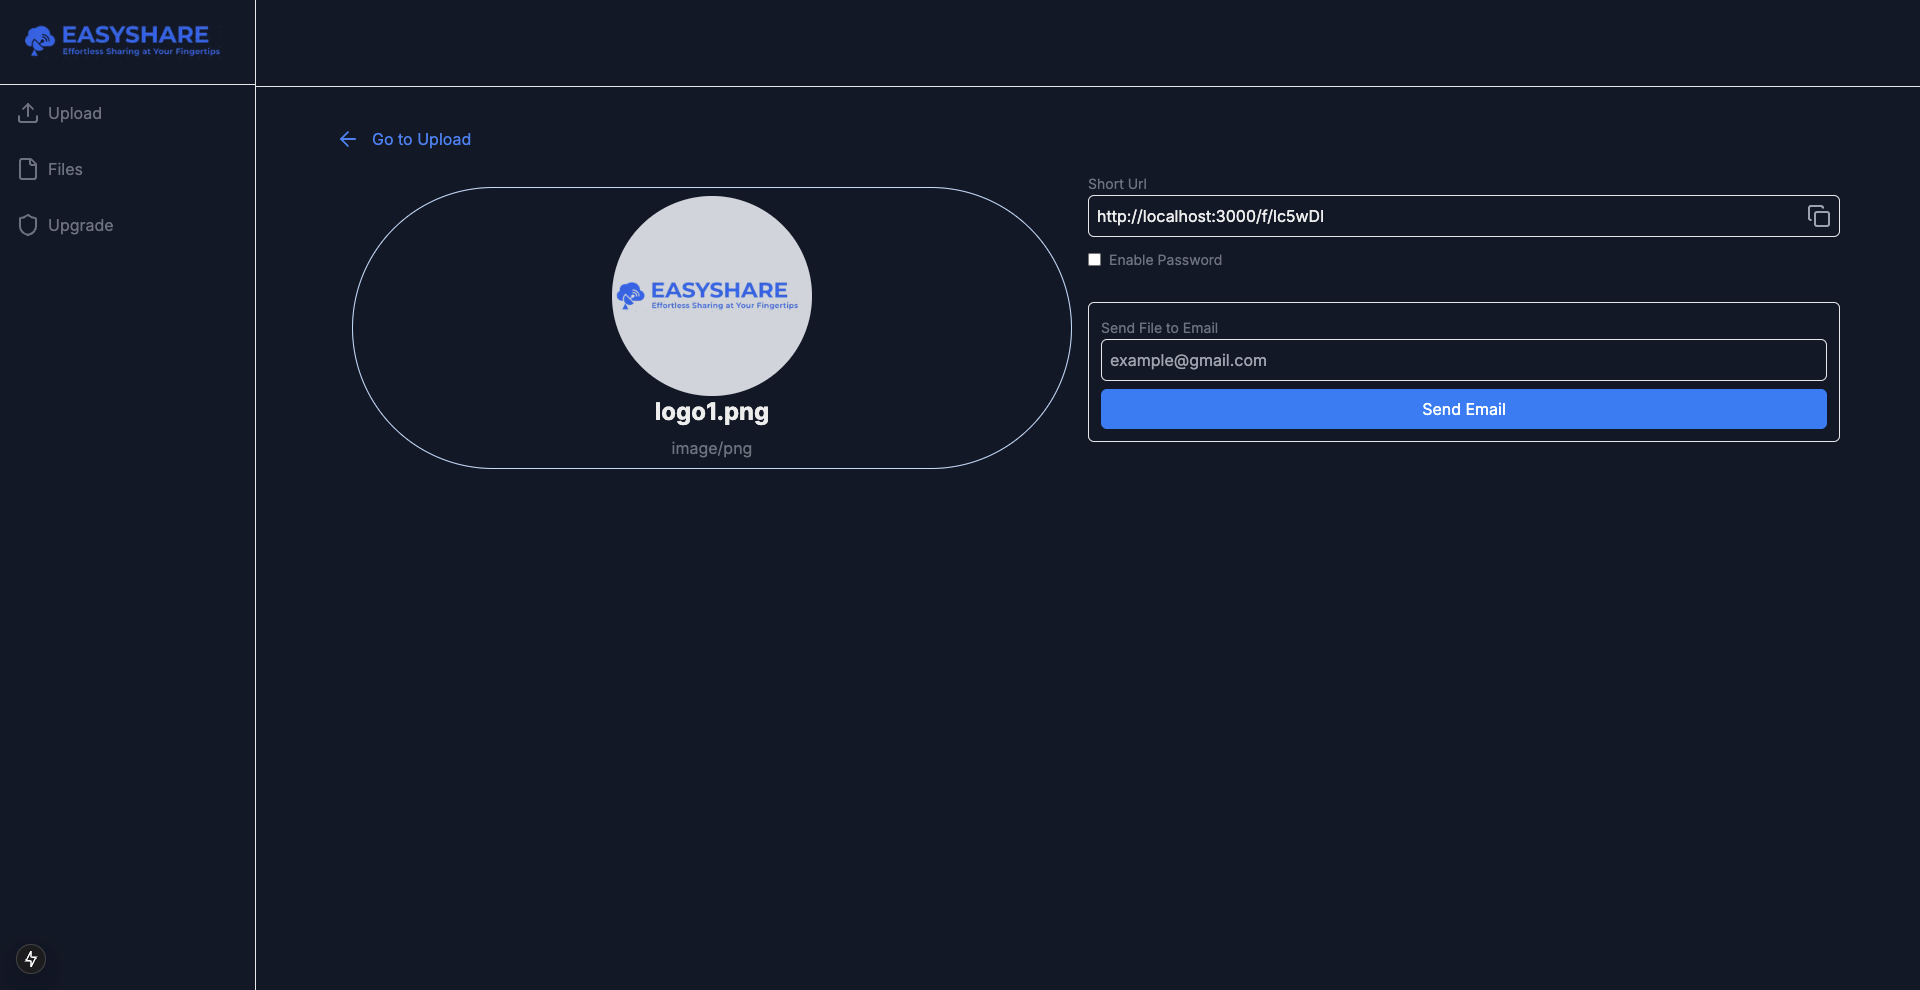 EASYSHARE
Effortless Sharing at Your Fingertips
Upload
Files
Upgrade
Go to Upload
EASYSHARE
Effortless Sharing at Your Fingertips
logo1.png
image/png
Short Url
http://localhost:3000/f/lc5wDl
Enable Password
Send File to Email
example@gmail.com
Send Email